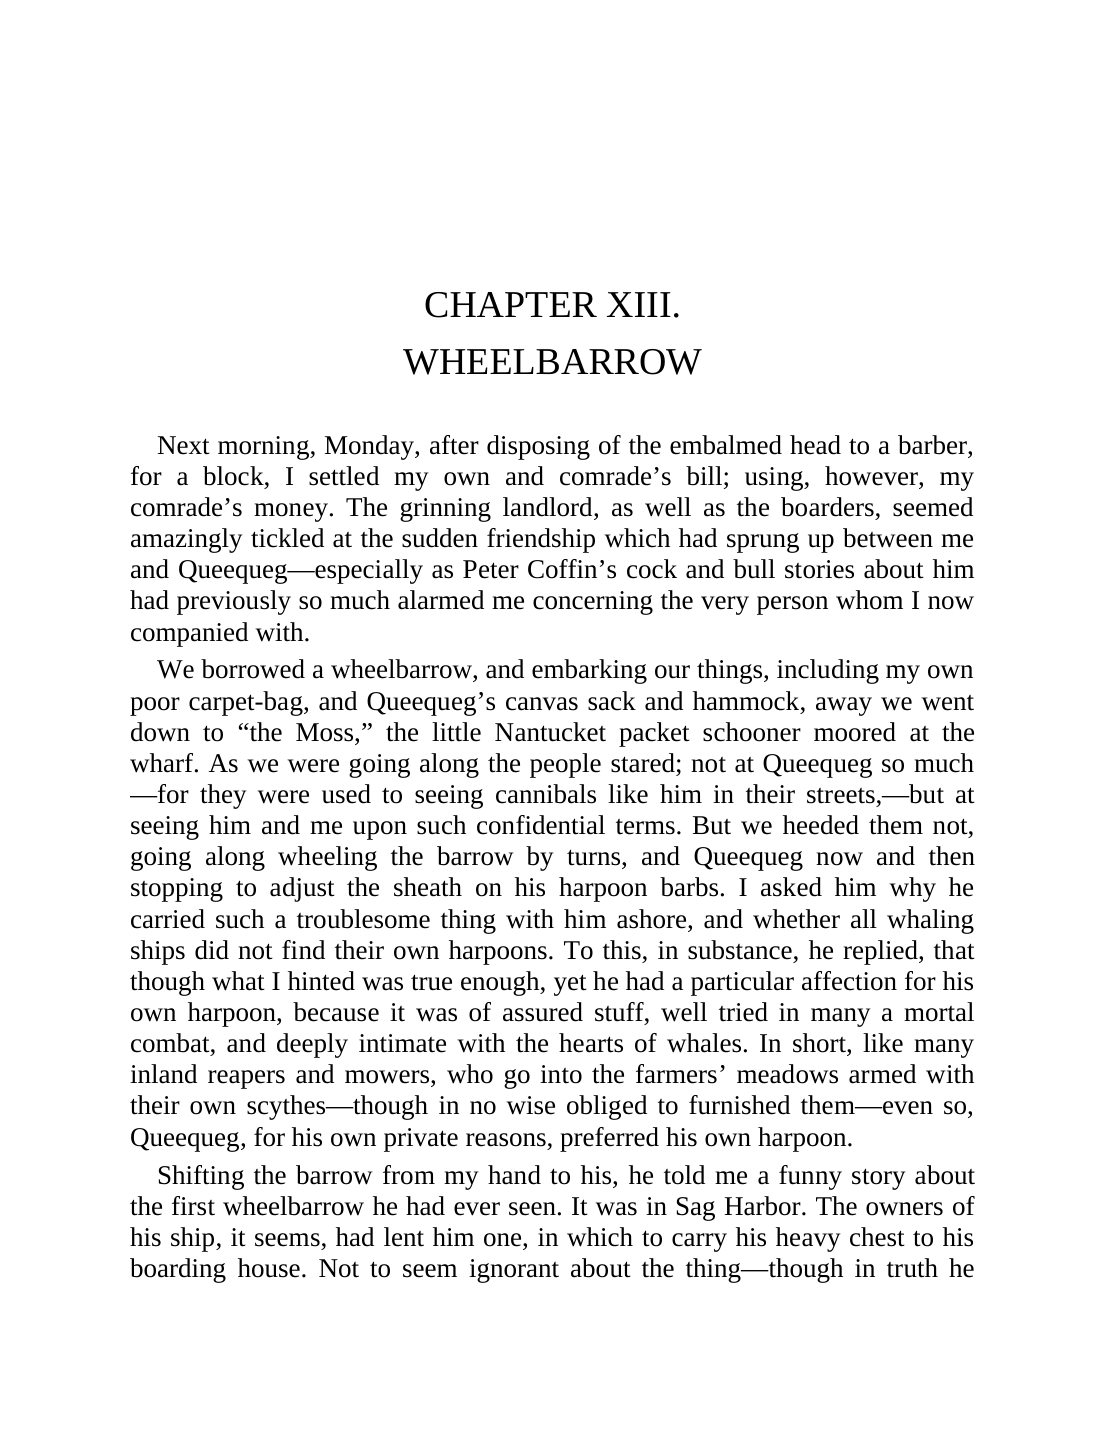 CHAPTER XIII.
WHEELBARROW
Next morning, Monday, after disposing of the embalmed head to a barber,
for a block, I settled my own and comrade’s bill; using, however, my
comrade’s money. The grinning landlord, as well as the boarders, seemed
amazingly tickled at the sudden friendship which had sprung up between me
and Queequeg—especially as Peter Coffin’s cock and bull stories about him
had previously so much alarmed me concerning the very person whom I now
companied with.
We borrowed a wheelbarrow, and embarking our things, including my own
poor carpet-bag, and Queequeg’s canvas sack and hammock, away we went
down to “the Moss,” the little Nantucket packet schooner moored at the
wharf. As we were going along the people stared; not at Queequeg so much
—for they were used to seeing cannibals like him in their streets,—but at
seeing him and me upon such confidential terms. But we heeded them not,
going along wheeling the barrow by turns, and Queequeg now and then
stopping to adjust the sheath on his harpoon barbs. I asked him why he
carried such a troublesome thing with him ashore, and whether all whaling
ships did not find their own harpoons. To this, in substance, he replied, that
though what I hinted was true enough, yet he had a particular affection for his
own harpoon, because it was of assured stuff, well tried in many a mortal
combat, and deeply intimate with the hearts of whales. In short, like many
inland reapers and mowers, who go into the farmers’ meadows armed with
their own scythes—though in no wise obliged to furnished them—even so,
Queequeg, for his own private reasons, preferred his own harpoon.
Shifting the barrow from my hand to his, he told me a funny story about
the first wheelbarrow he had ever seen. It was in Sag Harbor. The owners of
his ship, it seems, had lent him one, in which to carry his heavy chest to his
boarding house. Not to seem ignorant about the thing—though in truth he